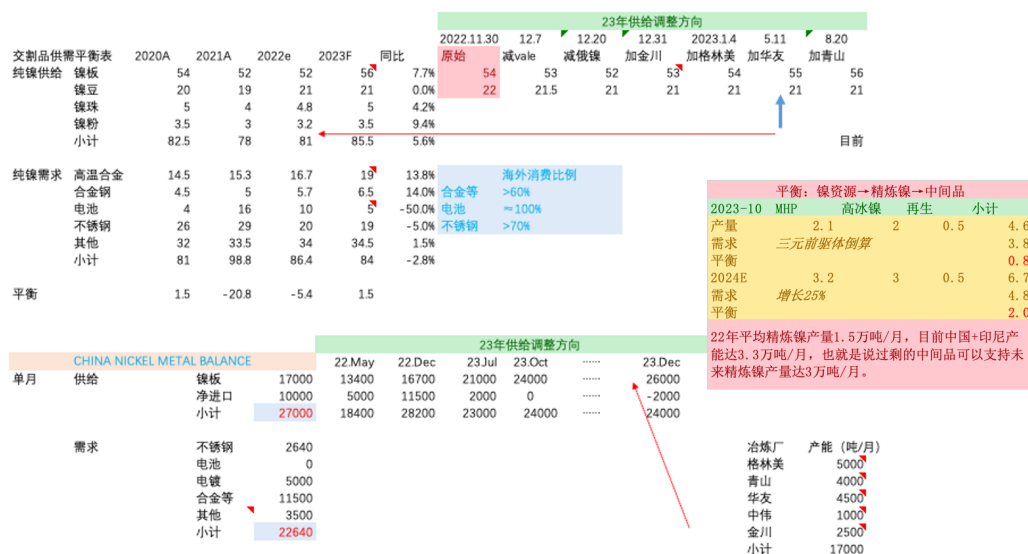 23年供给调整方向
2022.11.30 12.7 12.20 12.31 2023.1.4 5.11 8.20
交割品供需平衡表 2020A 2021A 2022e 2023F 同比 原始 减vale 减俄镍 加金川 加格林美 加华友 加青山
纯镍供给 镍板 54 52 52 56 7.7% 54 53 52 53 54 55 56
镍豆 20 19 21 21 0.0% 22 21.5 21 21 21 21 21
镍珠 5 4 4.8 5 4.2%
镍粉 3.5 3 3.2 3.5 9.4%
小计 82.5 78 81 85.5 5.6% 目前
纯镍需求 高温合金 14.5 15.3 16.7 19 13.8% 海外消费比例
合金钢 4.5 5 5.7 6.5 14.0% 合金等 >60%
电池 4 16 10 5 -50.0% 电池 ≈100%
不锈钢 26 29 20 19 -5.0% 不锈钢 >70%
其他 32 33.5 34 34.5 1.5%
小计 81 98.8 86.4 84 -2.8%
平衡 1.5 -20.8 -5.4 1.5
平衡：镍资源→精炼镍→中间品
2023-10 MHP 高冰镍 再生 小计
产量 2.1 2 0.5 4.6
需求 三元前驱体倒算 3.8
平衡 0.8
2024E 3.2 3 0.5 6.7
需求 增长25% 4.8
平衡 2.0
22年平均精炼镍产量1.5万吨/月，目前中国+印尼产
能达3.3万吨/月，也就是说过剩的中间品可以支持未
来精炼镍产量达3万吨/月。
23年供给调整方向
CHINA NICKEL METAL BALANCE 22.May 22.Dec 23.Jul 23.Oct ⋯⋯ 23.Dec
单月 供给 镍板 17000 13400 16700 21000 24000 ⋯⋯ 26000
净进口 10000 5000 11500 2000 0 ⋯⋯ -2000
小计 27000 18400 28200 23000 24000 ⋯⋯ 24000
需求 不锈钢 2640
电池 0
电镀 5000
合金等 11500
其他 3500
小计 22640
冶炼厂 产能（吨/月）
格林美 5000
青山 4000
华友 4500
中伟 1000
金川 2500
小计 17000